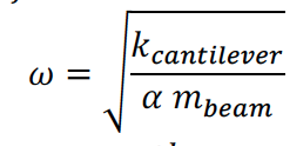 ω = √(k_cantilever / (α m_beam))